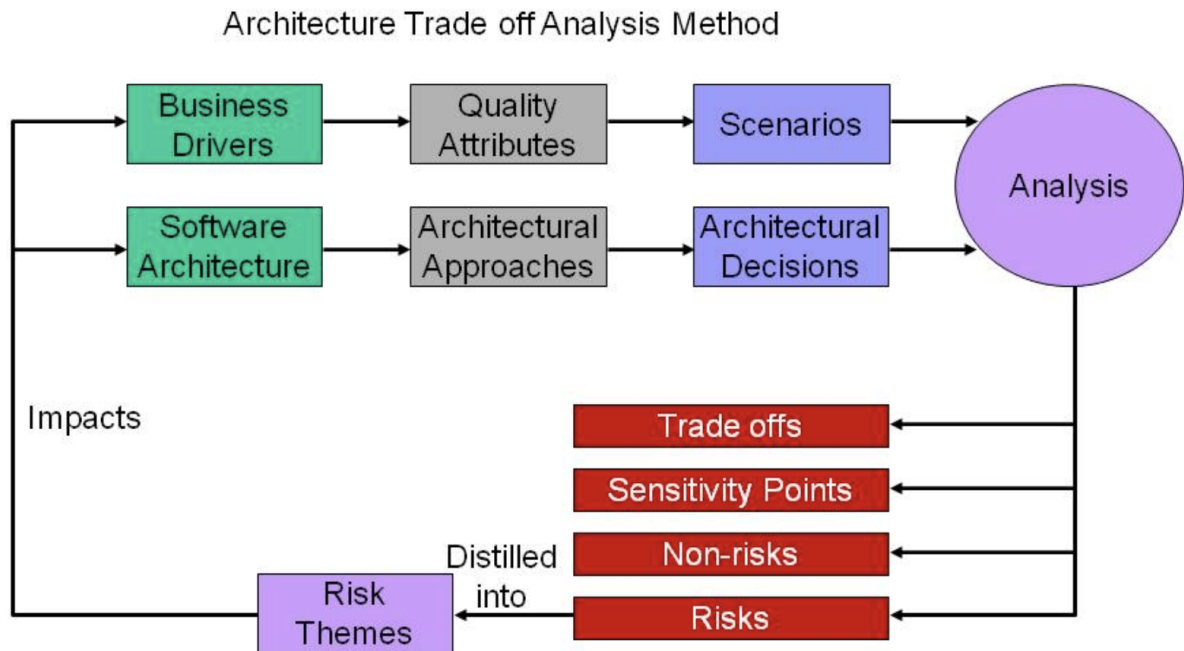 Architecture Trade off Analysis Method
Business
Drivers
Quality
Attributes
Scenarios
Analysis
Software
Architecture
Architectural
Approaches
Architectural
Decisions
Impacts
Trade offs
Sensitivity Points
Non-risks
Distilled
into
Risks
Risk
Themes